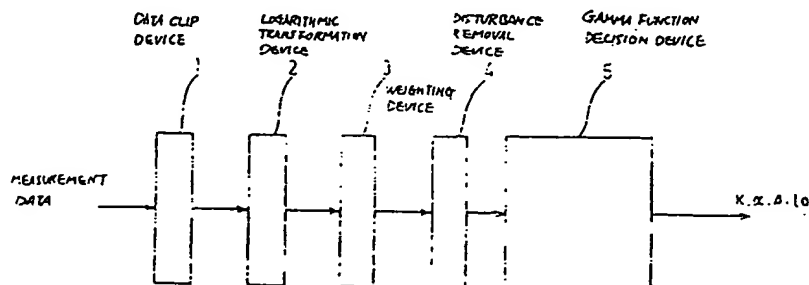 DATA CLIP
DEVICE
1
LOGARITHMIC
TRANSFORMATION
DEVICE
2
3
WEIGHTING
DEVICE
DISTURBANCE
REMOVAL
DEVICE
4
GAMMA FUNCTION
DECISION DEVICE
5
MEASUREMENT
DATA
K.α.Δ.to